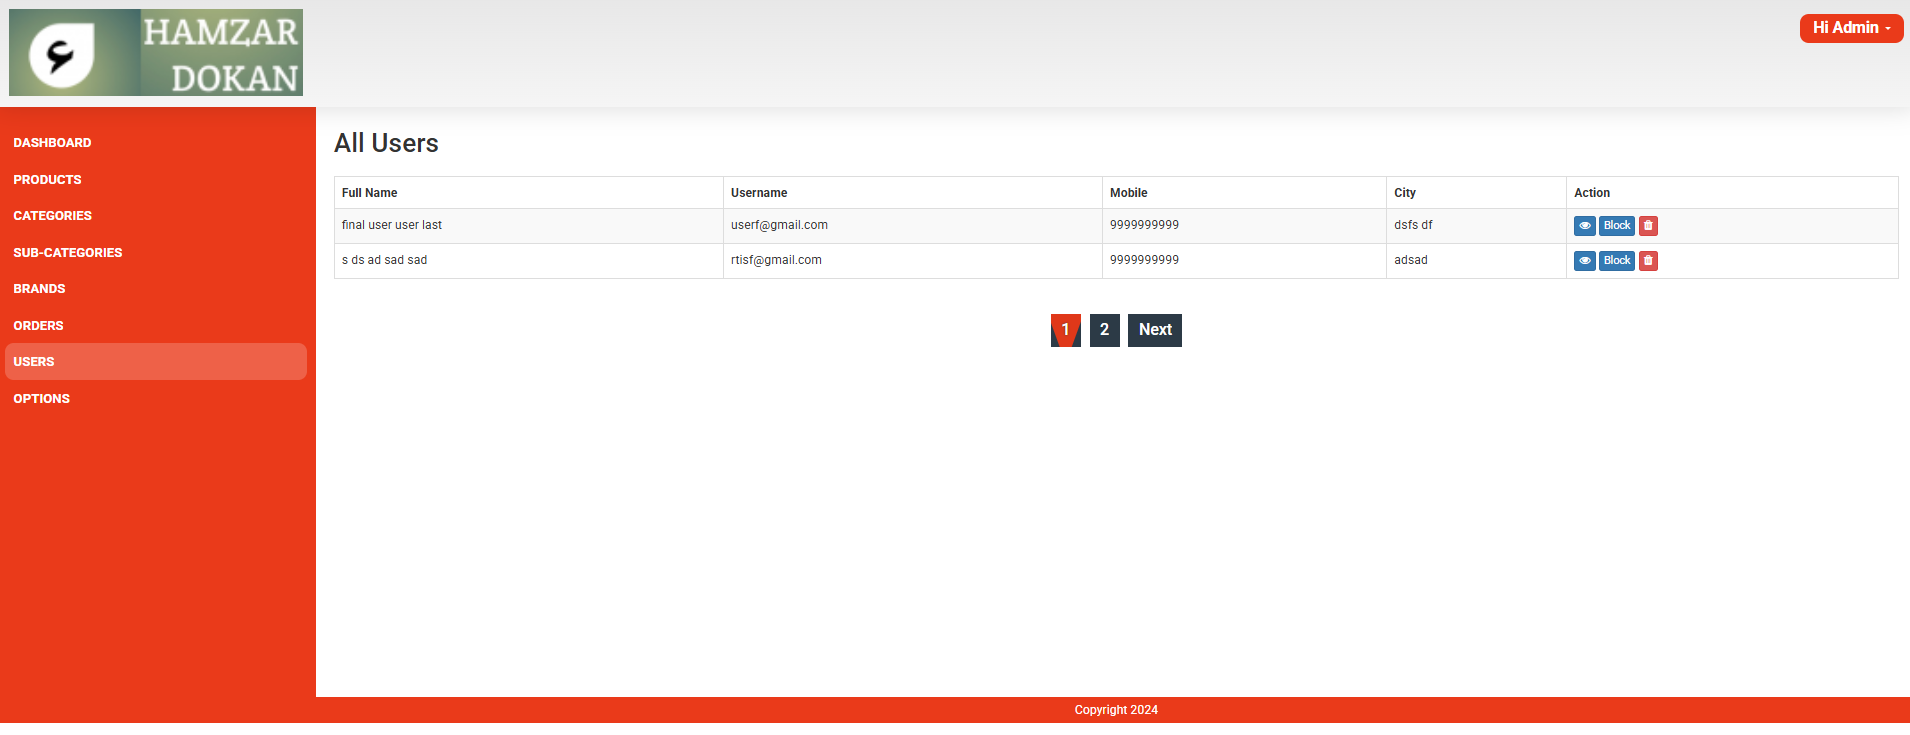 HAMZAR
DOKAN
Hi Admin
DASHBOARD
PRODUCTS
CATEGORIES
SUB-CATEGORIES
BRANDS
ORDERS
USERS
OPTIONS
All Users
Full Name Username Mobile City Action
final user user last userf@gmail.com 9999999999 dsfs df Block
s ds ad sad sad rtisf@gmail.com 9999999999 adsad Block
1 2 Next
Copyright 2024